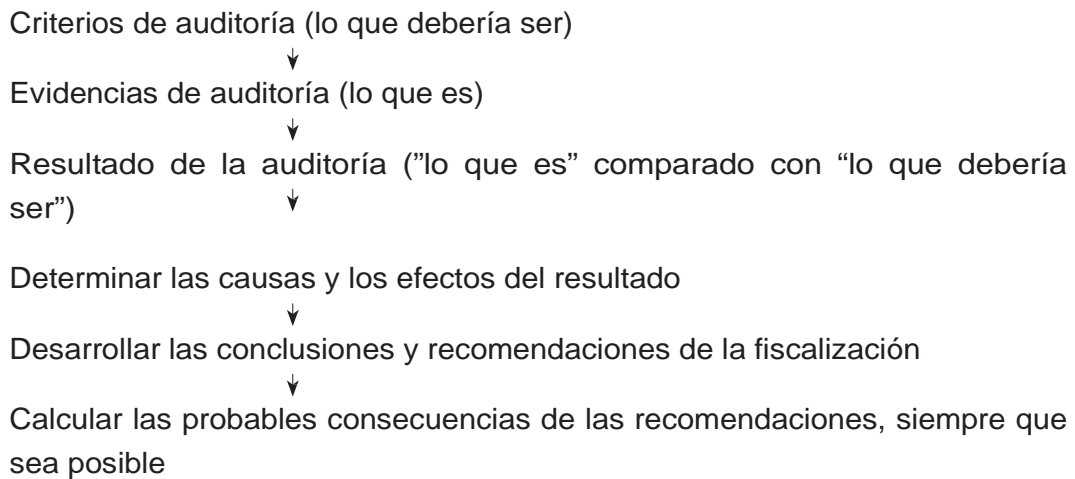 Criterios de auditoría (lo que debería ser)
Evidencias de auditoría (lo que es)
Resultado de la auditoría (”lo que es” comparado con “lo que debería
ser”)
Determinar las causas y los efectos del resultado
Desarrollar las conclusiones y recomendaciones de la fiscalización
Calcular las probables consecuencias de las recomendaciones, siempre que
sea posible